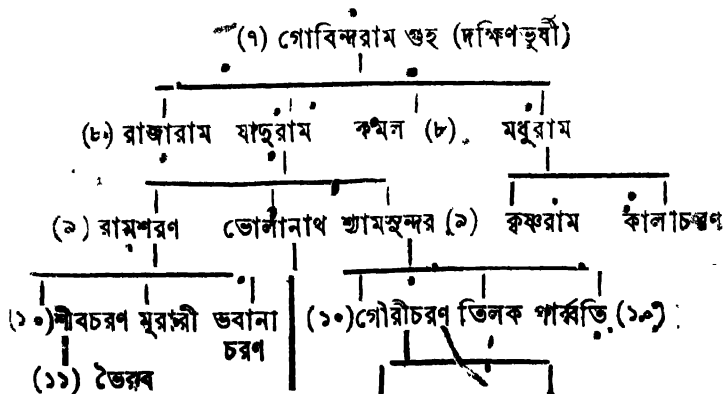 (৭) গোবিন্দরাম গুহ (দক্ষিণভূর্ষী)
(৮) রাজারাম যাদুরাম কমল (৮) মধুরাম
(৯) রামশরণ ভোলানাথ শ্যামসুন্দর (৯) কৃষ্ণরাম কালাচরণ
(১০) শীবচরণ মুরারী ভবানা (১০) গৌরীচরণ তিলক পার্ব্বতি (১০)
চরণ
(১১) ভৈরব